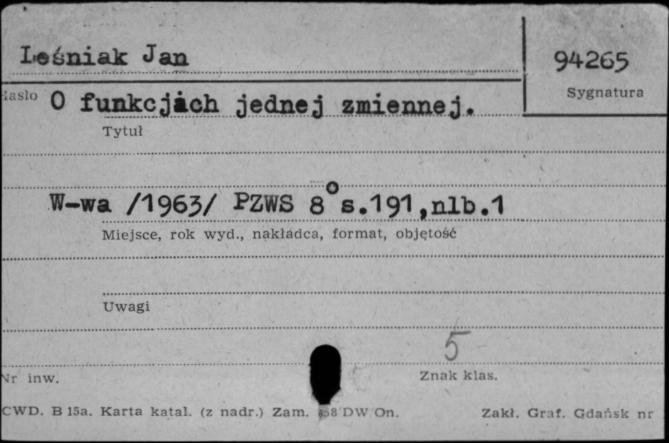 Leśniak Jan
94265
Hasło O funkcjach jednej zmiennej.
Sygnatura
Tytuł
W-wa /1963/ PZWS 8° s.191,nlb.1
Miejsce, rok wyd., nakładca, format, objętość
Uwagi
5
Nr inw.
Znak klas.
CWD. B 15a. Karta katal. (z nadr.) Zam. DW On.
Zakł. Graf. Gdańsk nr